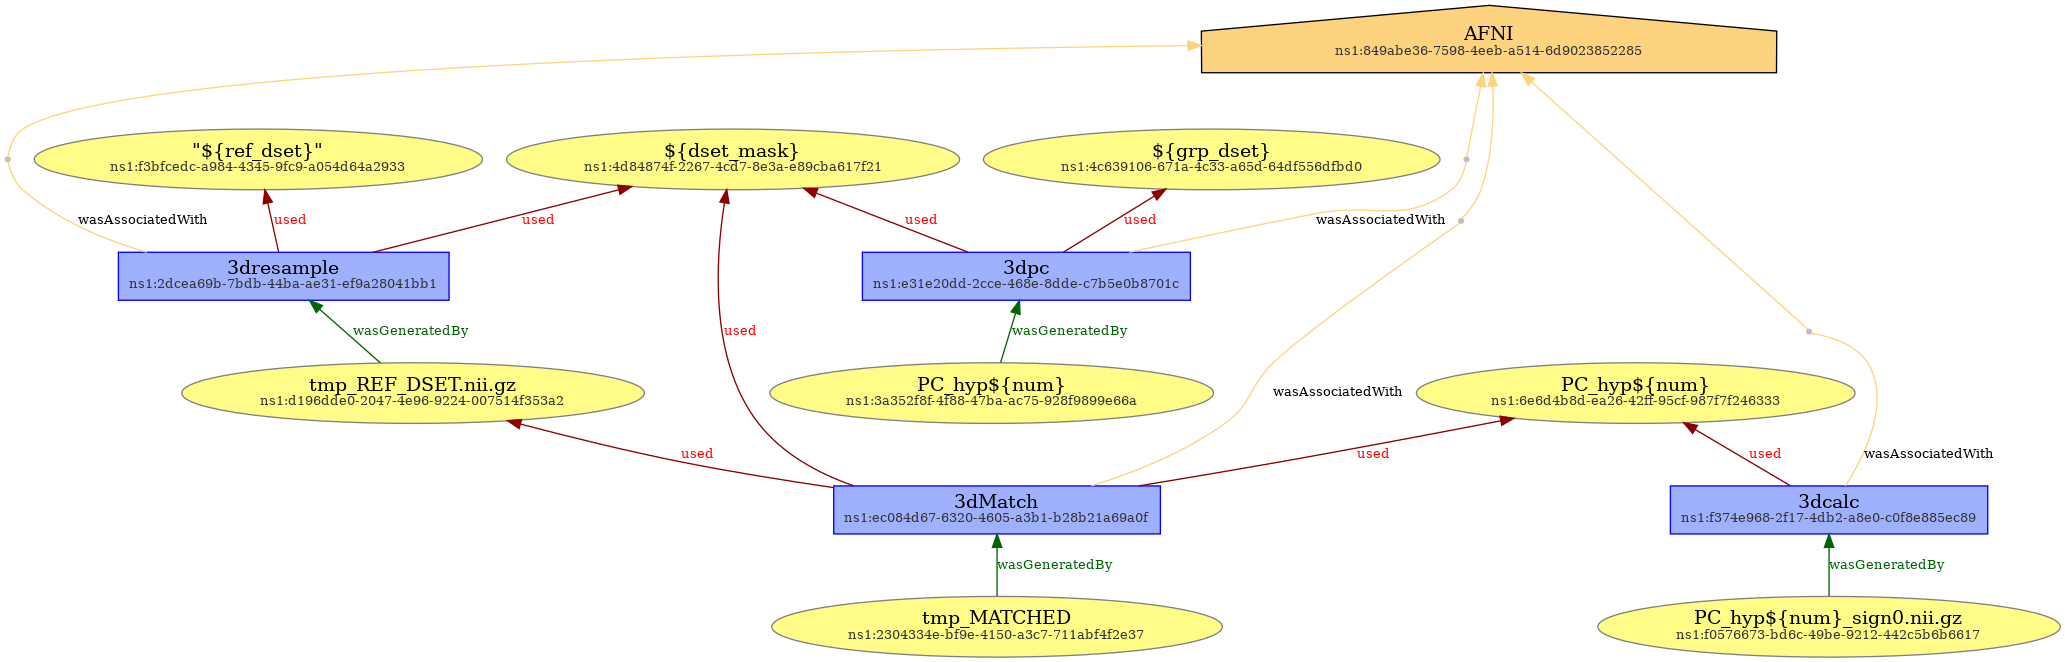 AFNI
ns1:849abe36-7598-4eeb-a514-6d9023852285
"${ref_dset}"
ns1:f3bfcedc-a984-4345-9fc9-a054d64a2933
${dset_mask}
ns1:4d84874f-2267-4cd7-8e3a-e89cba617f21
${grp_dset}
ns1:4c639106-671a-4c33-a65d-64df556dfbd0
wasAssociatedWith
used
used
used
used
wasAssociatedWith
3dresample
ns1:2dcea69b-7bdb-44ba-ae31-ef9a28041bb1
3dpc
ns1:e31e20dd-2cce-468e-8dde-c7b5e0b8701c
wasGeneratedBy
used
wasGeneratedBy
tmp_REF_DSET.nii.gz
ns1:d196dde0-2047-4e96-9224-007514f353a2
PC_hyp${num}
ns1:3a352f8f-4f88-47ba-ac75-928f9899e66a
wasAssociatedWith
PC_hyp${num}
ns1:6e6d4b8d-ea26-42ff-95cf-987f7f246333
used
used
used
wasAssociatedWith
3dMatch
ns1:ec084d67-6320-4605-a3b1-b28b21a69a0f
3dcalc
ns1:f374e968-2f17-4db2-a8e0-c0f8e885ec89
wasGeneratedBy
wasGeneratedBy
tmp_MATCHED
ns1:2304334e-bf9e-4150-a3c7-711abf4f2e37
PC_hyp${num}_sign0.nii.gz
ns1:f0576673-bd6c-49be-9212-442c5b6b6617